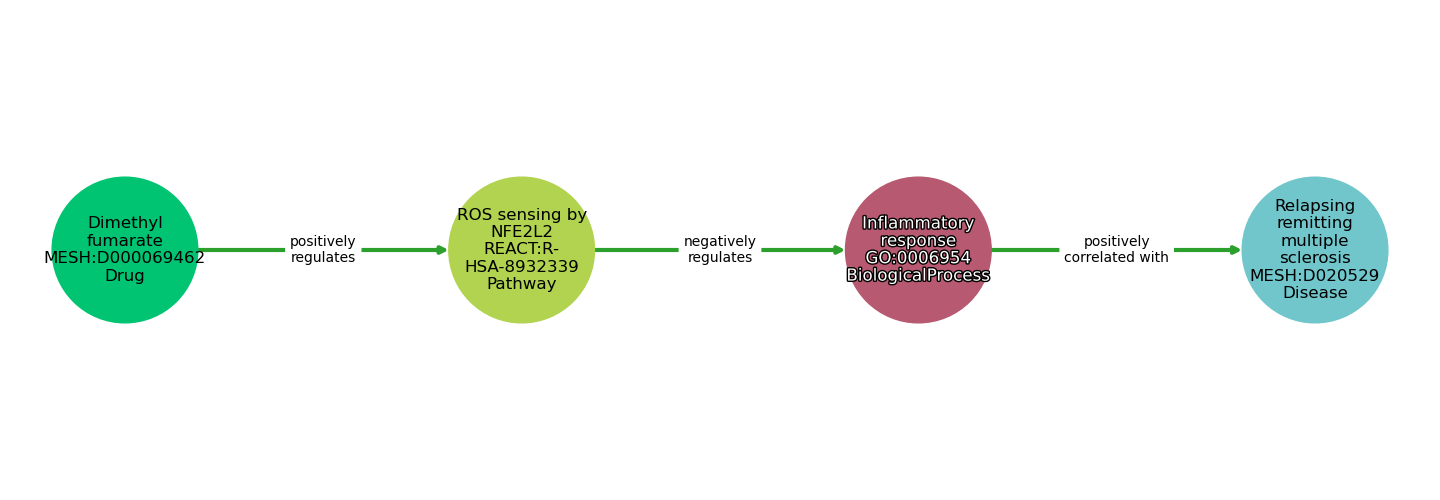 Dimethyl
fumarate
MESH:D000069462
Drug
positively
regulates
ROS sensing by
NFE2L2
REACT:R-
HSA-8932339
Pathway
negatively
regulates
Inflammatory
response
GO:0006954
BiologicalProcess
positively
correlated with
Relapsing
remitting
multiple
sclerosis
MESH:D020529
Disease